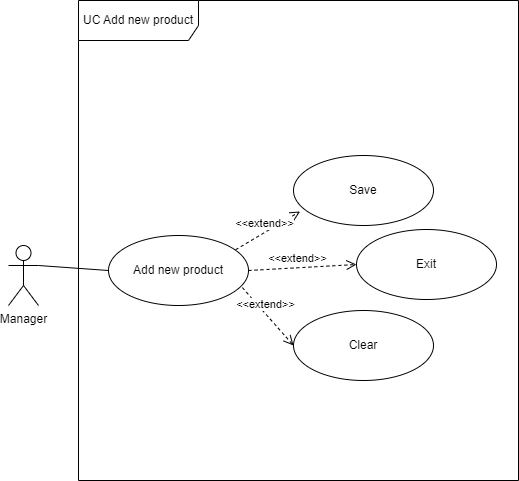 UC Add new product
Save
<<extend>>
Exit
<<extend>>
Add new product
<<extend>>
Manager
Clear